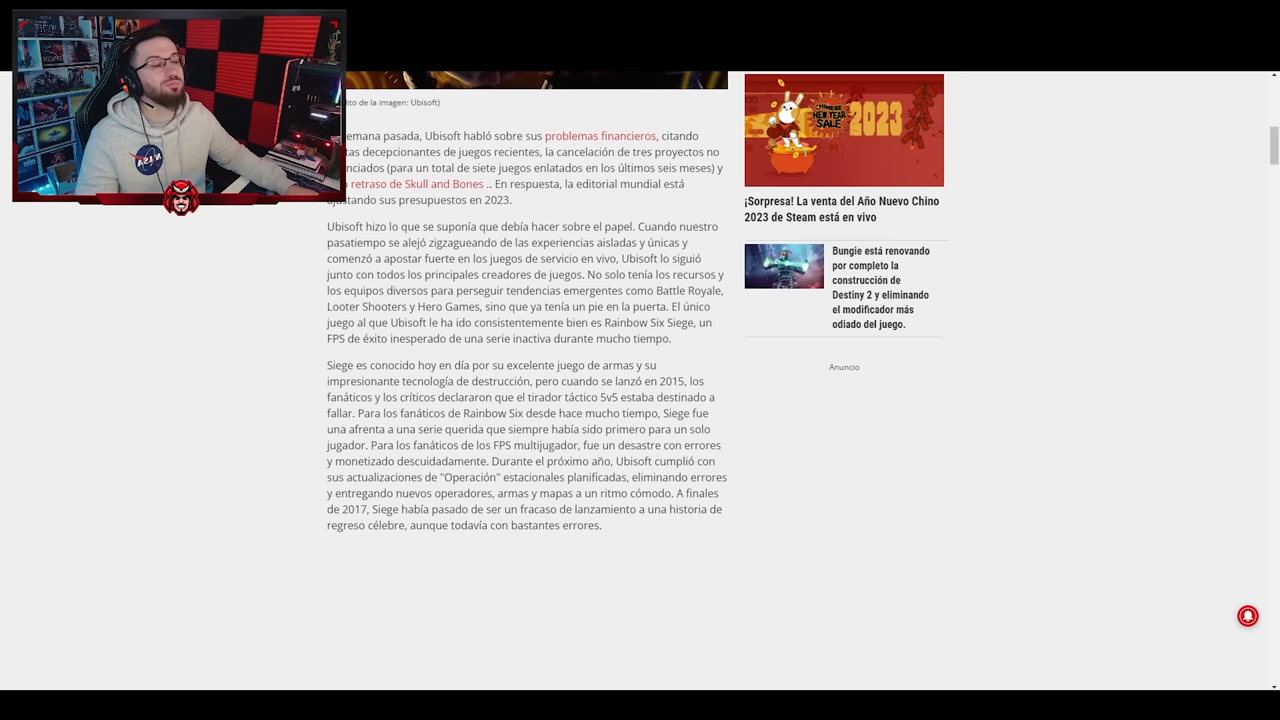 dito de la imagen: Ubisoft)
emana pasada, Ubisoft habló sobre sus problemas financieros, citando
tas decepcionantes de juegos recientes, la cancelación de tres proyectos no
nciados (para un total de siete juegos enlatados en los últimos seis meses) y
retraso de Skull and Bones .. En respuesta, la editorial mundial está
ajustando sus presupuestos en 2023.
Ubisoft hizo lo que se suponía que debía hacer sobre el papel. Cuando nuestro
pasatiempo se alejó zigzagueando de las experiencias aisladas y únicas y
comenzó a apostar fuerte en los juegos de servicio en vivo, Ubisoft lo siguió
junto con todos los principales creadores de juegos. No solo tenía los recursos y
los equipos diversos para perseguir tendencias emergentes como Battle Royale,
Looter Shooters y Hero Games, sino que ya tenía un pie en la puerta. El único
juego al que Ubisoft le ha ido consistentemente bien es Rainbow Six Siege, un
FPS de éxito inesperado de una serie inactiva durante mucho tiempo.
Siege es conocido hoy en día por su excelente juego de armas y su
impresionante tecnología de destrucción, pero cuando se lanzó en 2015, los
fanáticos y los críticos declararon que el tirador táctico 5v5 estaba destinado a
fallar. Para los fanáticos de Rainbow Six desde hace mucho tiempo, Siege fue
una afrenta a una serie querida que siempre había sido primero para un solo
jugador. Para los fanáticos de los FPS multijugador, fue un desastre con errores
y monetizado descuidadamente. Durante el próximo año, Ubisoft cumplió con
sus actualizaciones de "Operación" estacionales planificadas, eliminando errores
y entregando nuevos operadores, armas y mapas a un ritmo cómodo. A finales
de 2017, Siege había pasado de ser un fracaso de lanzamiento a una historia de
regreso célebre, aunque todavía con bastantes errores.
CHINESE
NEW YEAR
SALE
2023
¡Sorpresa! La venta del Año Nuevo Chino
2023 de Steam está en vivo
Bungie está renovando
por completo la
construcción de
Destiny 2 y eliminando
el modificador más
odiado del juego.
Anuncio
NASA